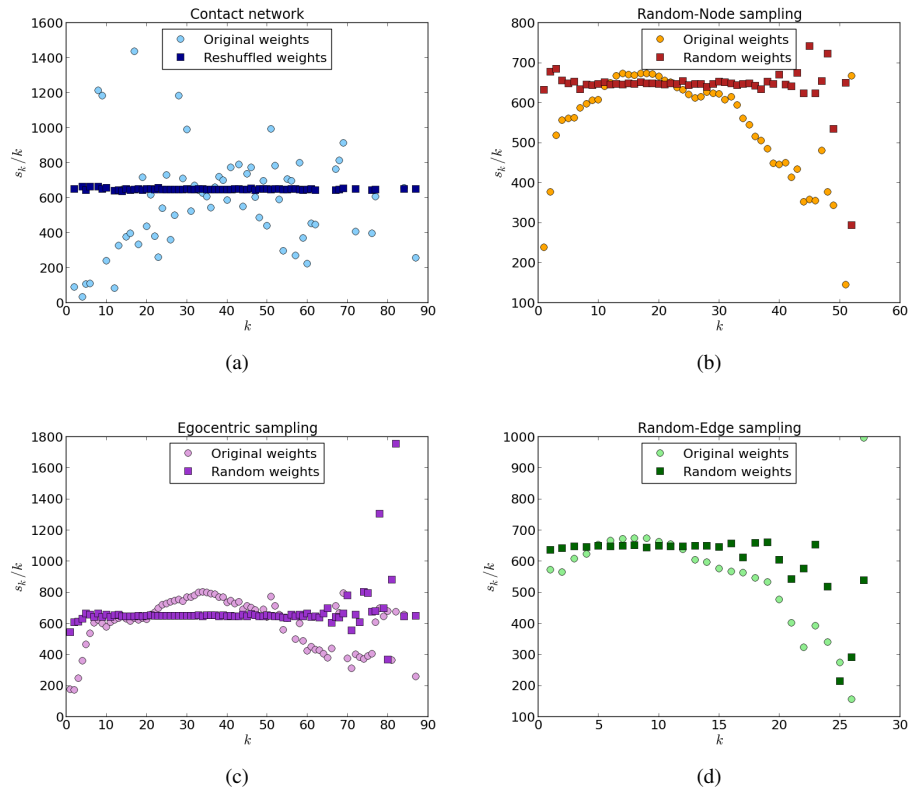 Contact network
Original weights
Reshuffled weights
1600
1400
1200
1000
800
600
400
200
0
s_k/k
0 10 20 30 40 50 60 70 80 90
k
(a)
Random-Node sampling
Original weights
Random weights
800
700
600
500
400
300
200
100
s_k/k
0 10 20 30 40 50 60
k
(b)
Egocentric sampling
Original weights
Random weights
1800
1600
1400
1200
1000
800
600
400
200
0
s_k/k
0 10 20 30 40 50 60 70 80 90
k
(c)
Random-Edge sampling
Original weights
Random weights
1000
900
800
700
600
500
400
300
200
100
s_k/k
0 5 10 15 20 25 30
k
(d)